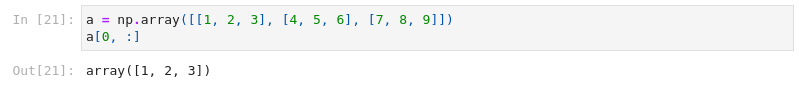 In [21]: a = np.array([[1, 2, 3], [4, 5, 6], [7, 8, 9]])
a[0, :]
Out[21]: array([1, 2, 3])